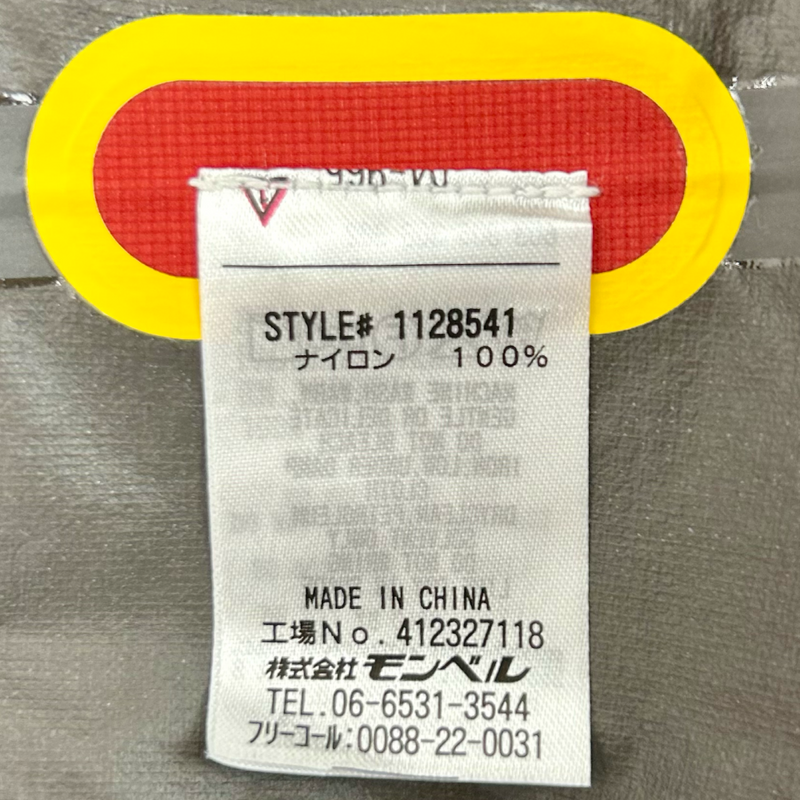 STYLE# 1128541
ナイロン 100%
MADE IN CHINA
工場No. 412327118
株式会社 モンベル
TEL.06-6531-3544
フリーコール:0088-22-0031